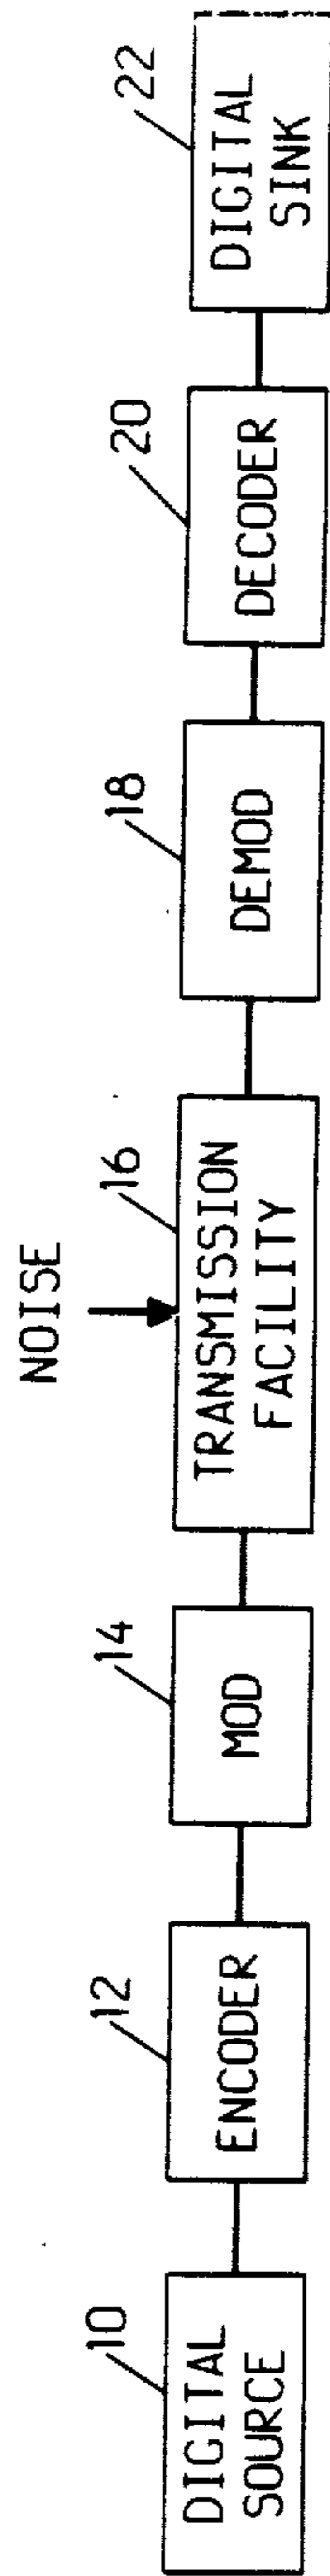 NOISE
10
12
14
16
18
20
22
DIGITAL
SOURCE
ENCODER
MOD
TRANSMISSION
FACILITY
DEMOD
DECODER
DIGITAL
SINK